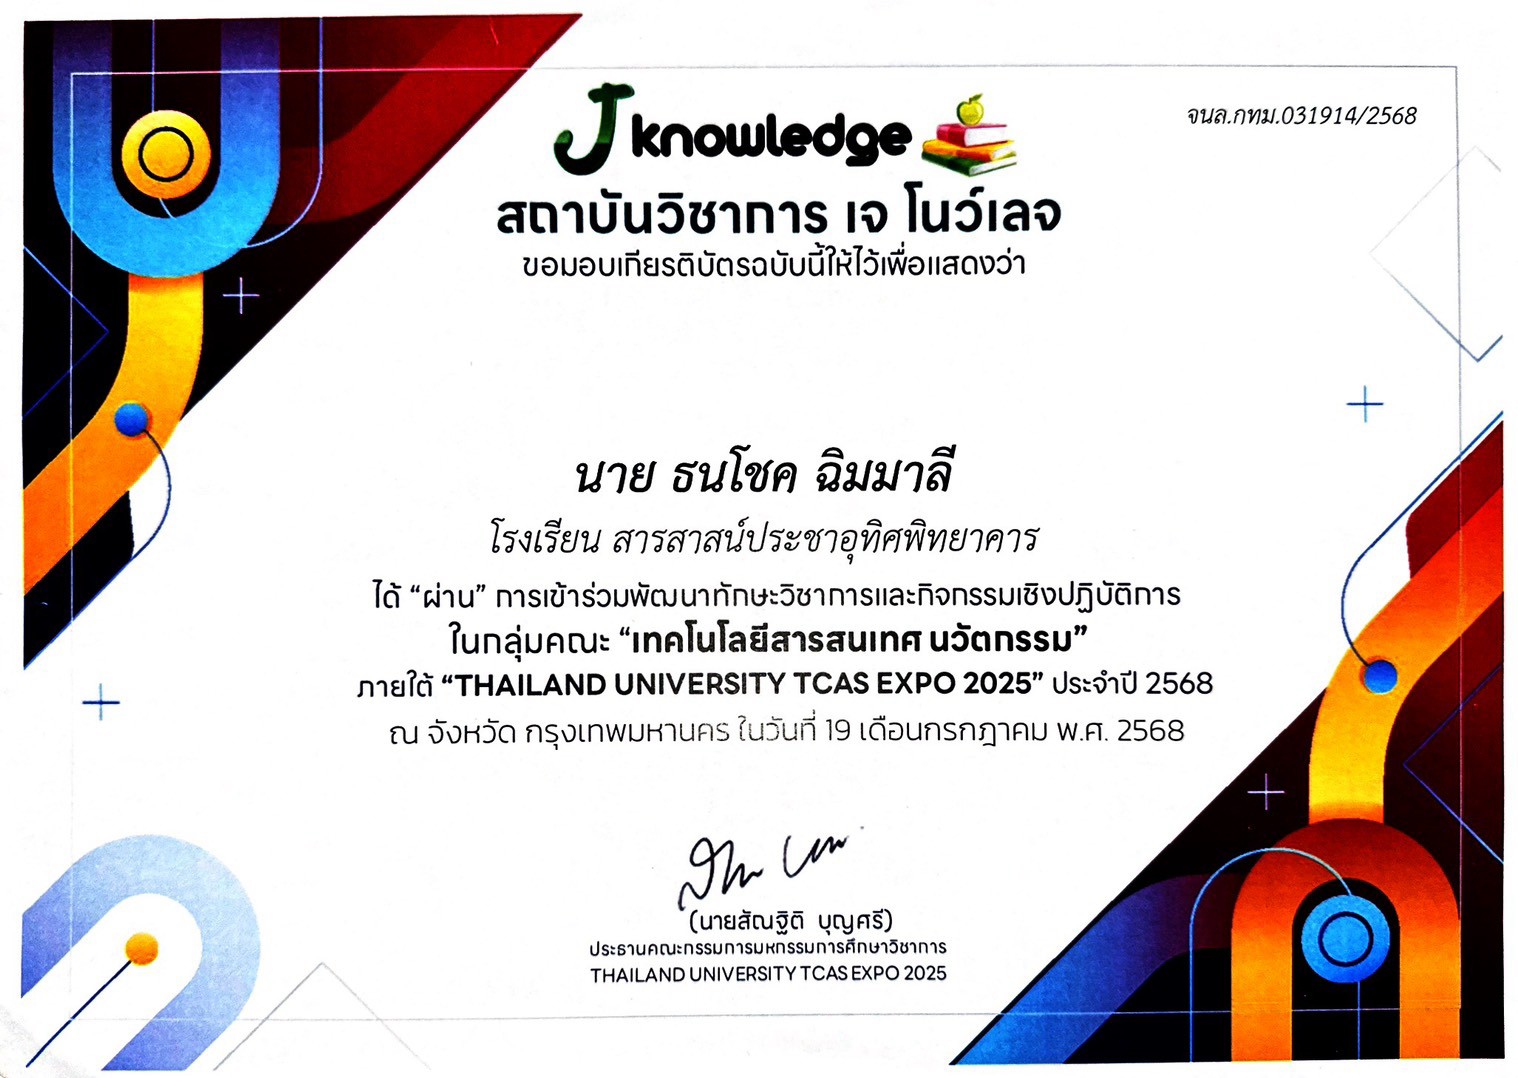 J knowledge
จนล.กทม.031914/2568
สถาบันวิชาการ เจ โนว์เลจ
ขอมอบเกียรติบัตรฉบับนี้ให้ไว้เพื่อแสดงว่า
นาย ธนโชค ฉิมมาลี
โรงเรียน สารสาสน์ประชาอุทิศพิทยาคาร
ได้ “ผ่าน” การเข้าร่วมพัฒนาทักษะวิชาการและกิจกรรมเชิงปฏิบัติการ
ในกลุ่มคณะ “เทคโนโลยีสารสนเทศ นวัตกรรม”
ภายใต้ “THAILAND UNIVERSITY TCAS EXPO 2025” ประจำปี 2568
ณ จังหวัด กรุงเทพมหานคร ในวันที่ 19 เดือนกรกฎาคม พ.ศ. 2568
(นายสัณฐิติ บุญศรี)
ประธานคณะกรรมการมหกรรมการศึกษาวิชาการ
THAILAND UNIVERSITY TCAS EXPO 2025